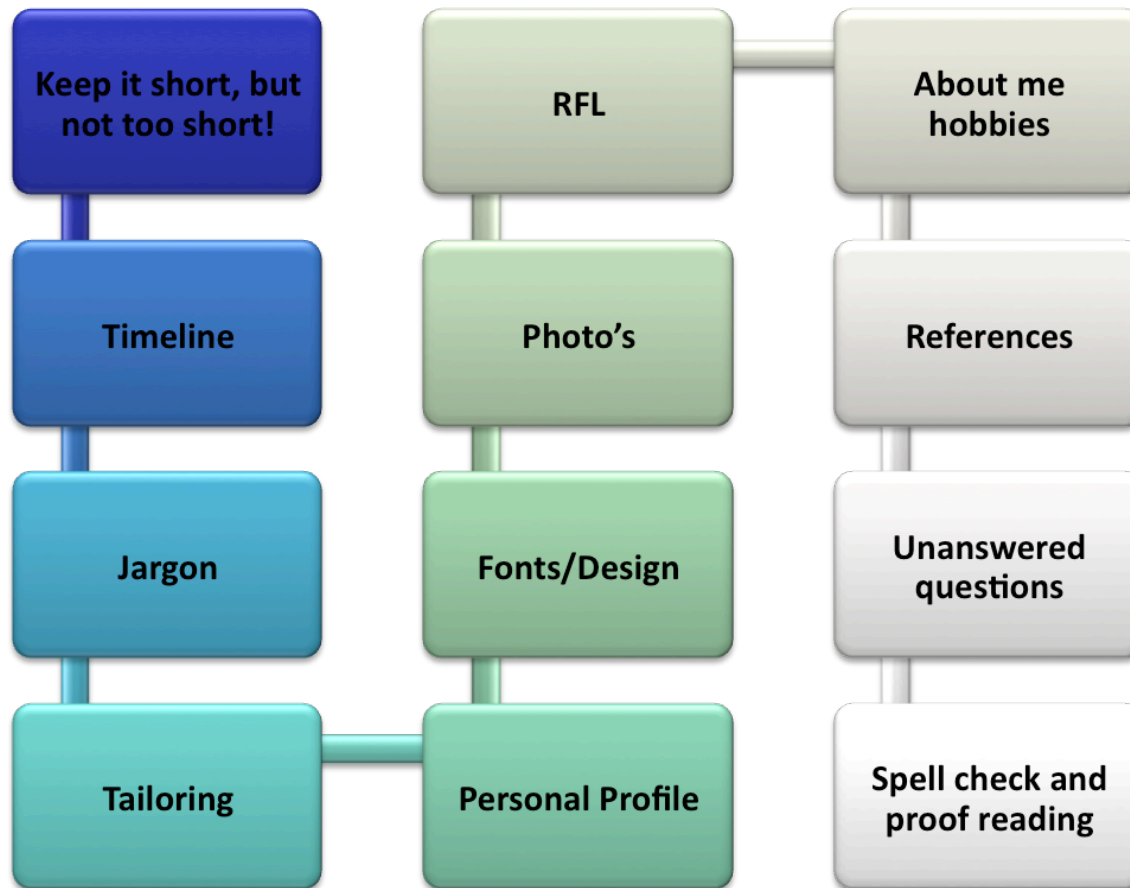 Keep it short, but
not too short!
Timeline
Jargon
Tailoring
Personal Profile
Fonts/Design
Photo’s
RFL
About me
hobbies
References
Unanswered
questions
Spell check and
proof reading